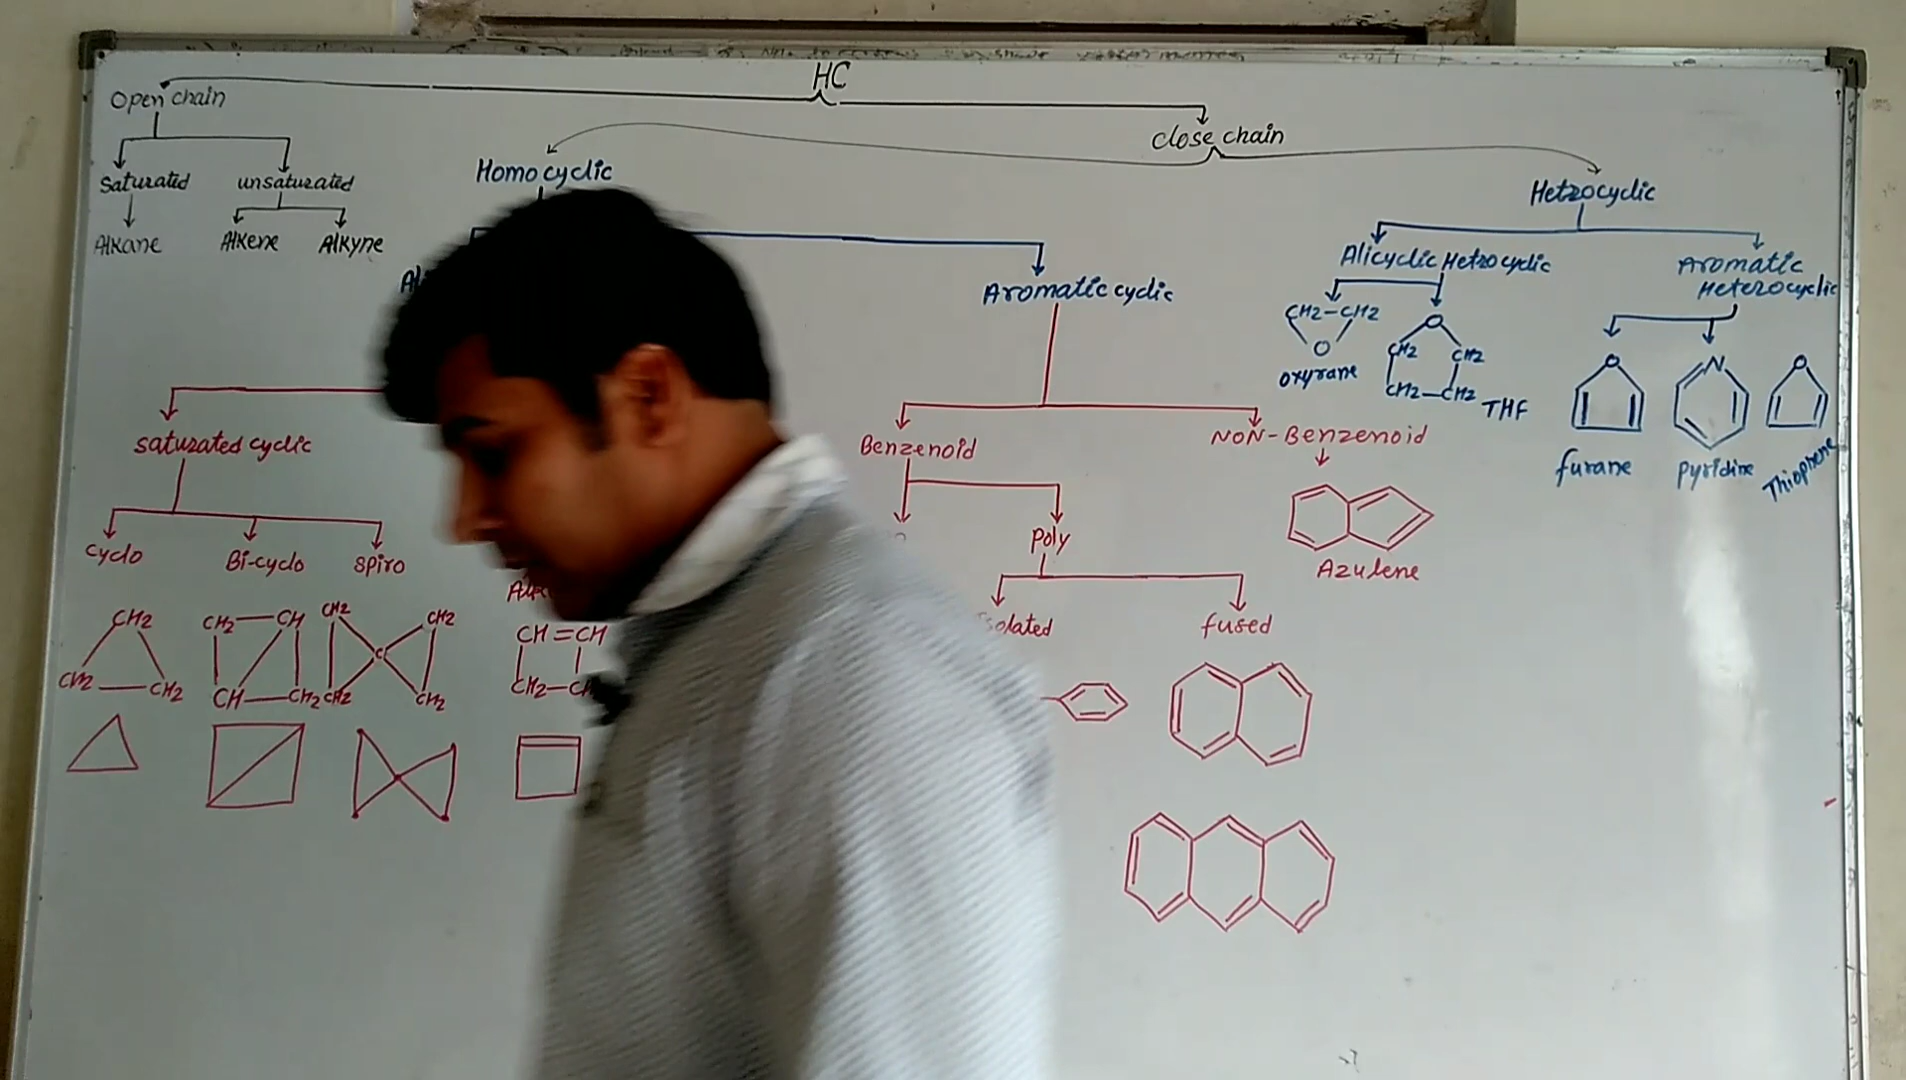 HC
Open chain
Close chain
Saturated
unsaturated
Homocyclic
Hetrocyclic
Alkane
Alkene
Alkyne
Alicyclic Hetrocyclic
Aromatic
Heterocyclic
Aromatic cyclic
CH2-CH2
O
oxyrane
O
CH2
CH2
CH2-CH2
THF
O
N
O
furane
pyridine
Thiophene
saturated cyclic
Benzenoid
NON-Benzenoid
Azulene
cyclo
Bi-cyclo
spiro
poly
fused
CH2
CH2
CH2
CH2
CH
CH
CH2
CH2
CH2
C
CH2
CH2
CH=CH
CH2